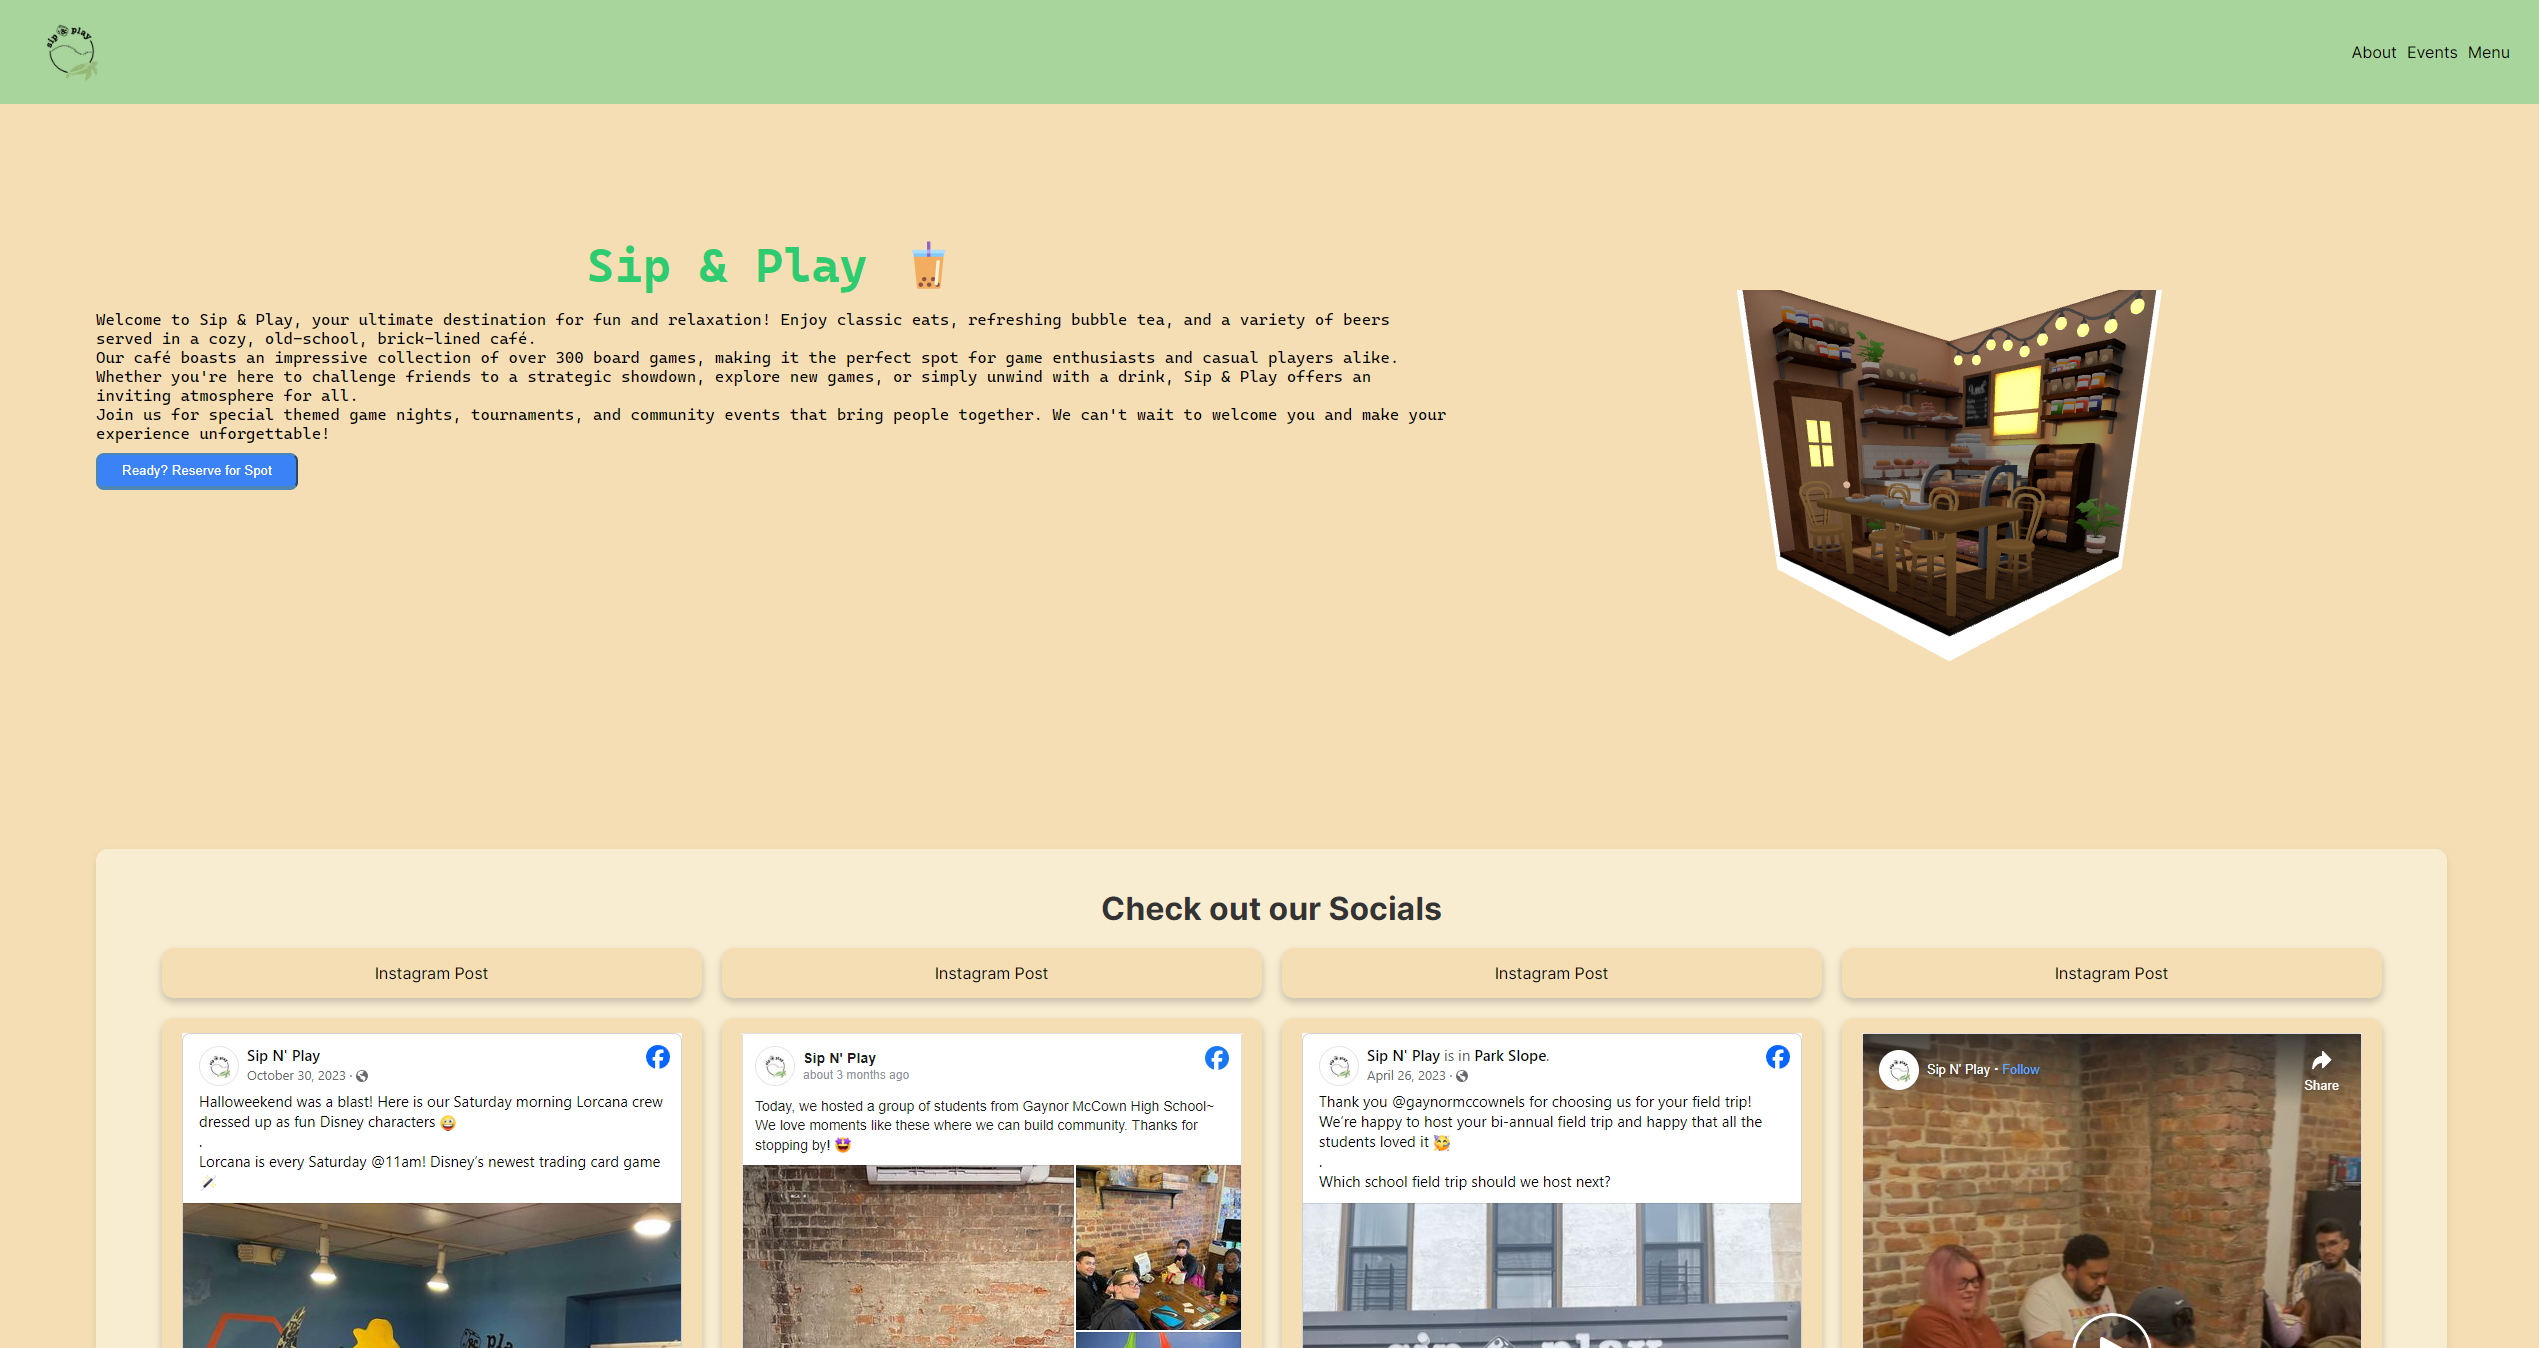 sip & play
About Events Menu
Sip & Play 🧋
Welcome to Sip & Play, your ultimate destination for fun and relaxation! Enjoy classic eats, refreshing bubble tea, and a variety of beers
served in a cozy, old-school, brick-lined café.
Our café boasts an impressive collection of over 300 board games, making it the perfect spot for game enthusiasts and casual players alike.
Whether you're here to challenge friends to a strategic showdown, explore new games, or simply unwind with a drink, Sip & Play offers an
inviting atmosphere for all.
Join us for special themed game nights, tournaments, and community events that bring people together. We can't wait to welcome you and make your
experience unforgettable!
Ready? Reserve for Spot
Check out our Socials
Instagram Post
Instagram Post
Instagram Post
Instagram Post
Sip N' Play
October 30, 2023 ·
Halloweekend was a blast! Here is our Saturday morning Lorcana crew
dressed up as fun Disney characters 😜
.
Lorcana is every Saturday @11am! Disney's newest trading card game
🪄
Sip N' Play
about 3 months ago
Today, we hosted a group of students from Gaynor McCown High School~
We love moments like these where we can build community. Thanks for
stopping by! 🤩
Sip N' Play is in Park Slope.
April 26, 2023 ·
Thank you @gaynormccownels for choosing us for your field trip!
We're happy to host your bi-annual field trip and happy that all the
students loved it 🥳
.
Which school field trip should we host next?
sip & play
Sip N' Play · Follow
Share